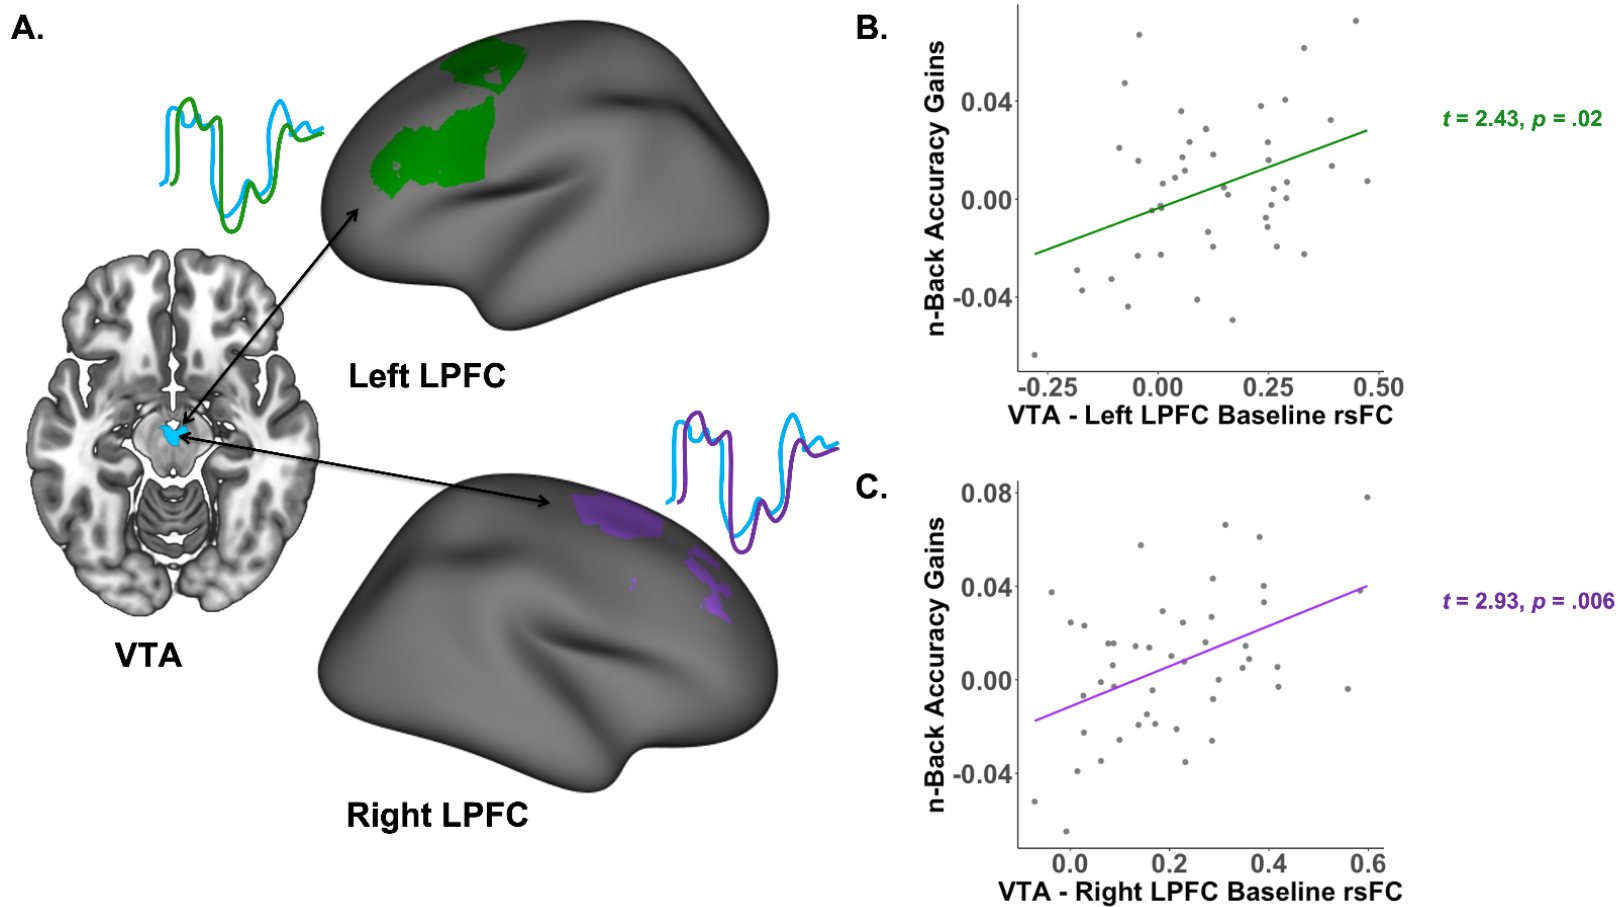 A.
Left LPFC
VTA
Right LPFC
B.
n-Back Accuracy Gains
0.04
0.00
-0.04
-0.25 0.00 0.25 0.50
VTA - Left LPFC Baseline rsFC
t = 2.43, p = .02
C.
n-Back Accuracy Gains
0.08
0.04
0.00
-0.04
0.0 0.2 0.4 0.6
VTA - Right LPFC Baseline rsFC
t = 2.93, p = .006